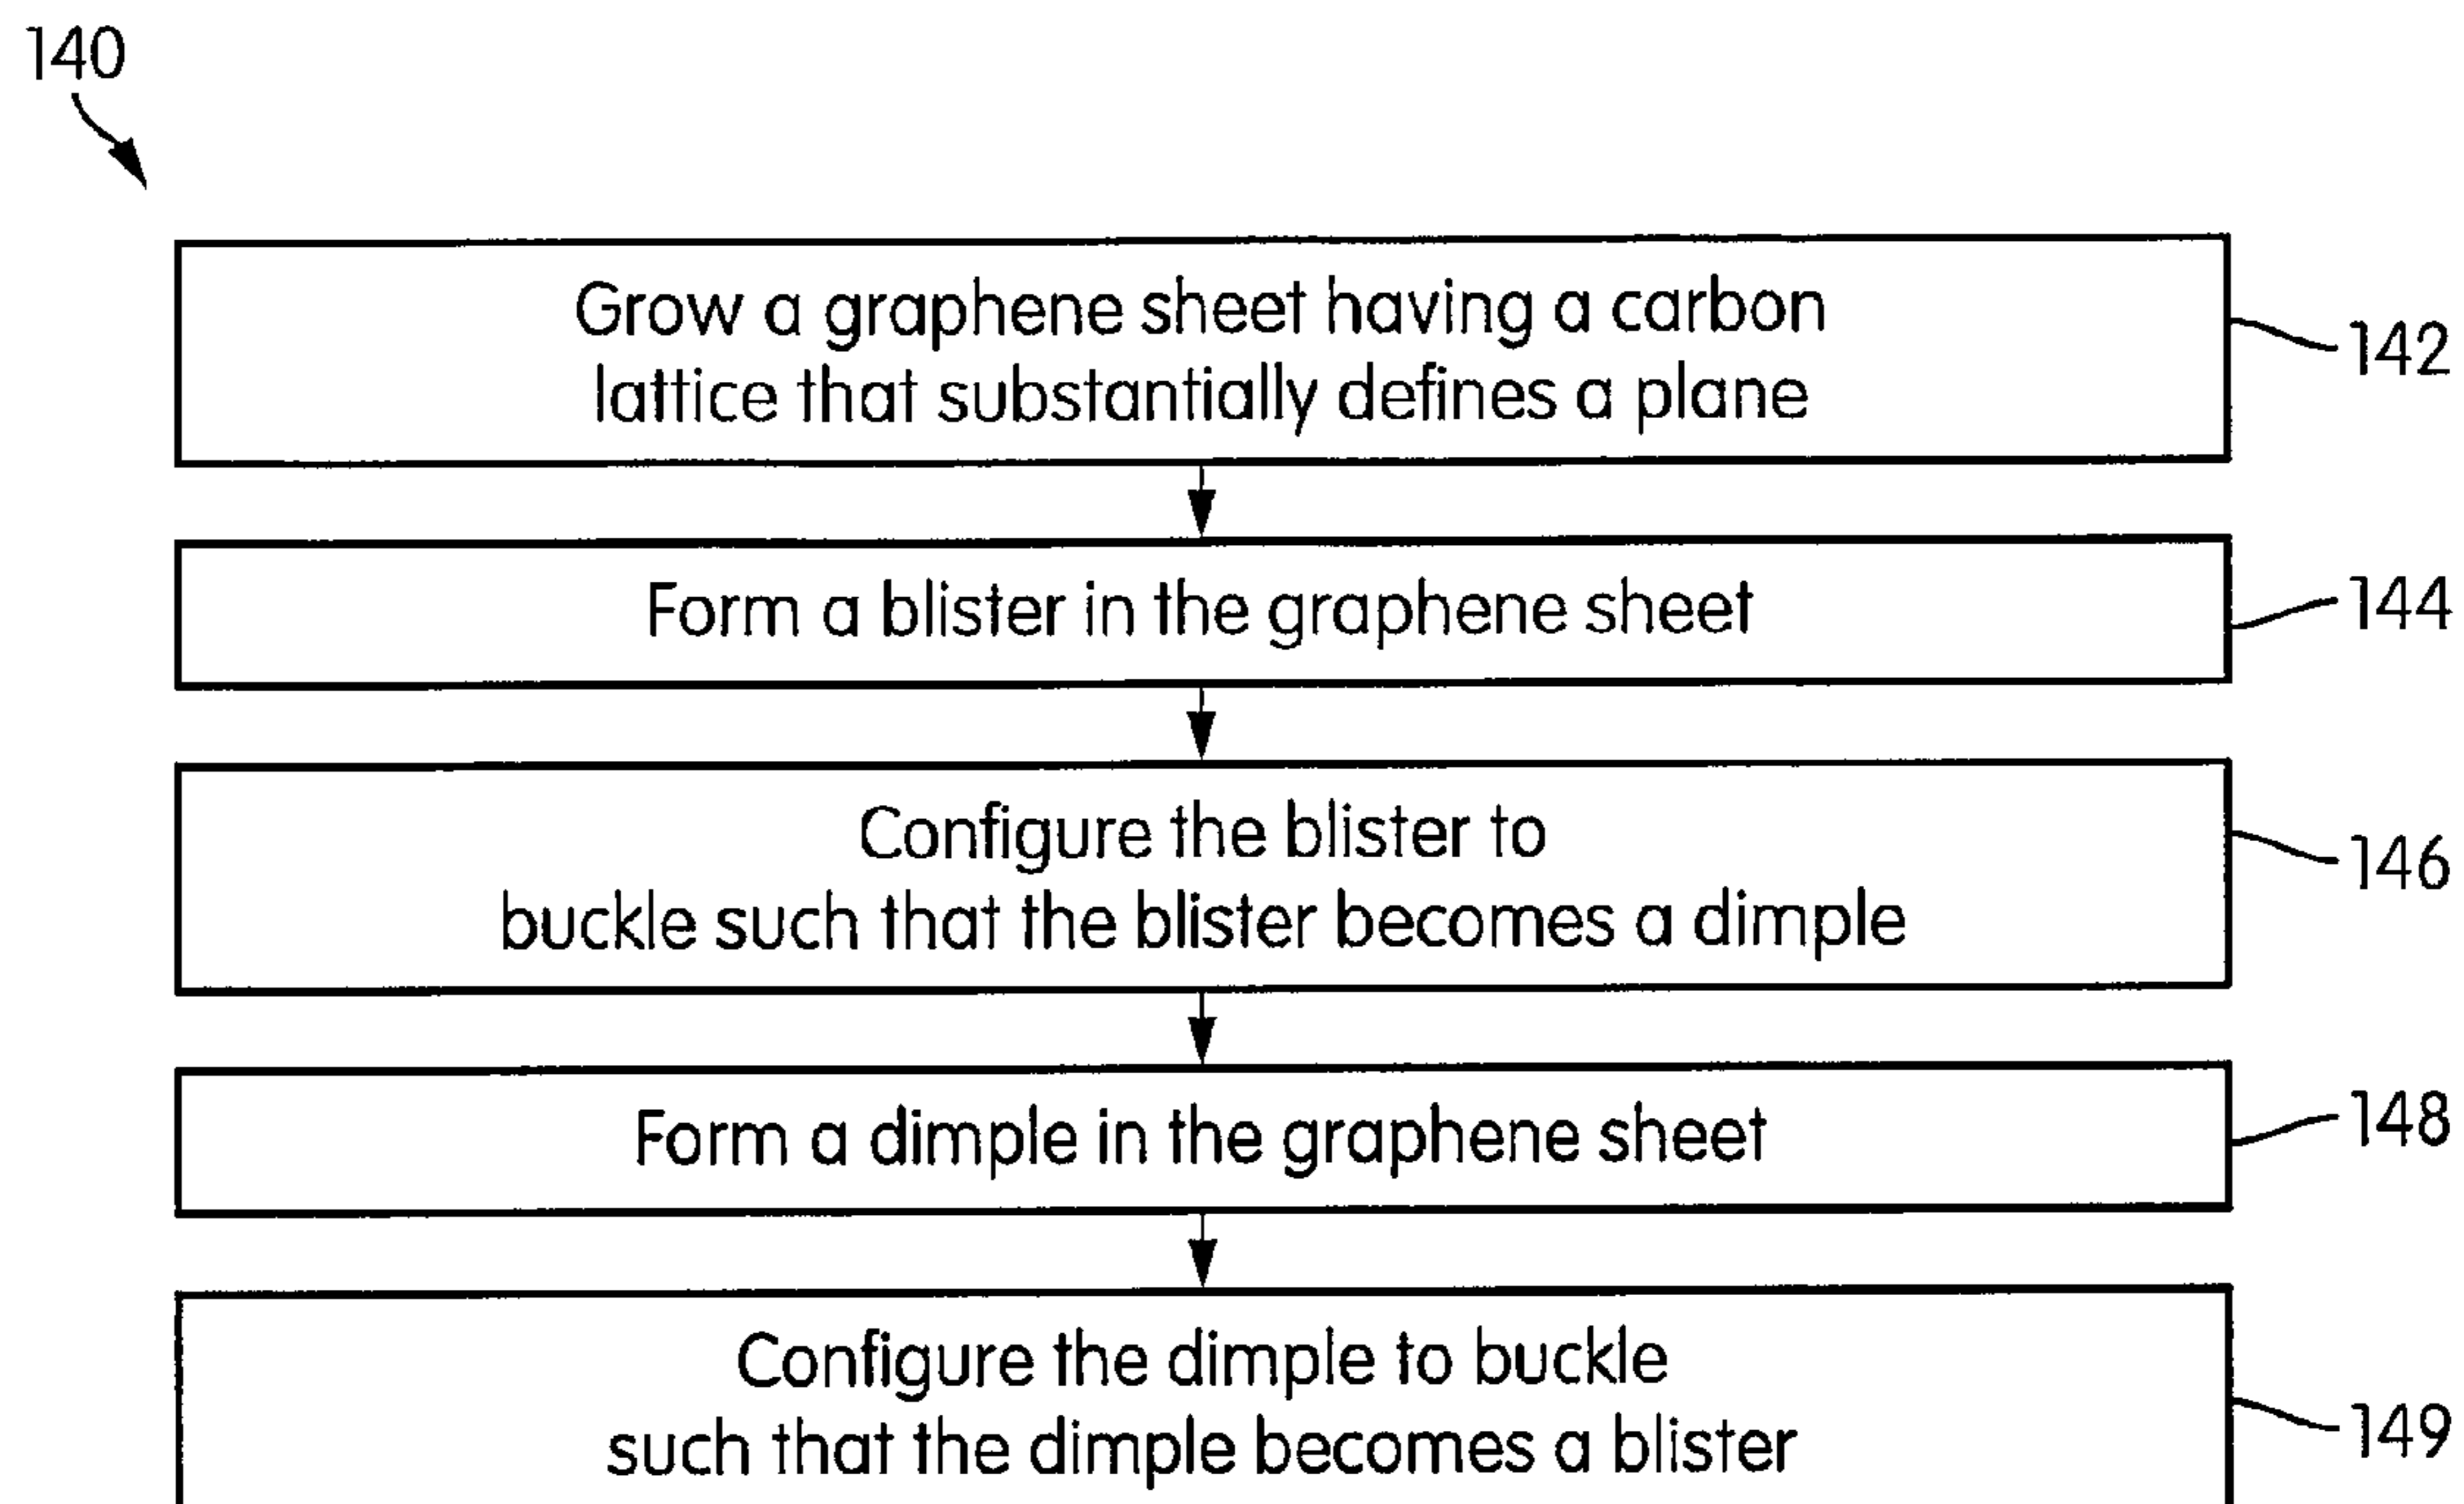 140
Grow a graphene sheet having a carbon
lattice that substantially defines a plane
142
Form a blister in the graphene sheet
144
Configure the blister to
buckle such that the blister becomes a dimple
146
Form a dimple in the graphene sheet
148
Configure the dimple to buckle
such that the dimple becomes a blister
149